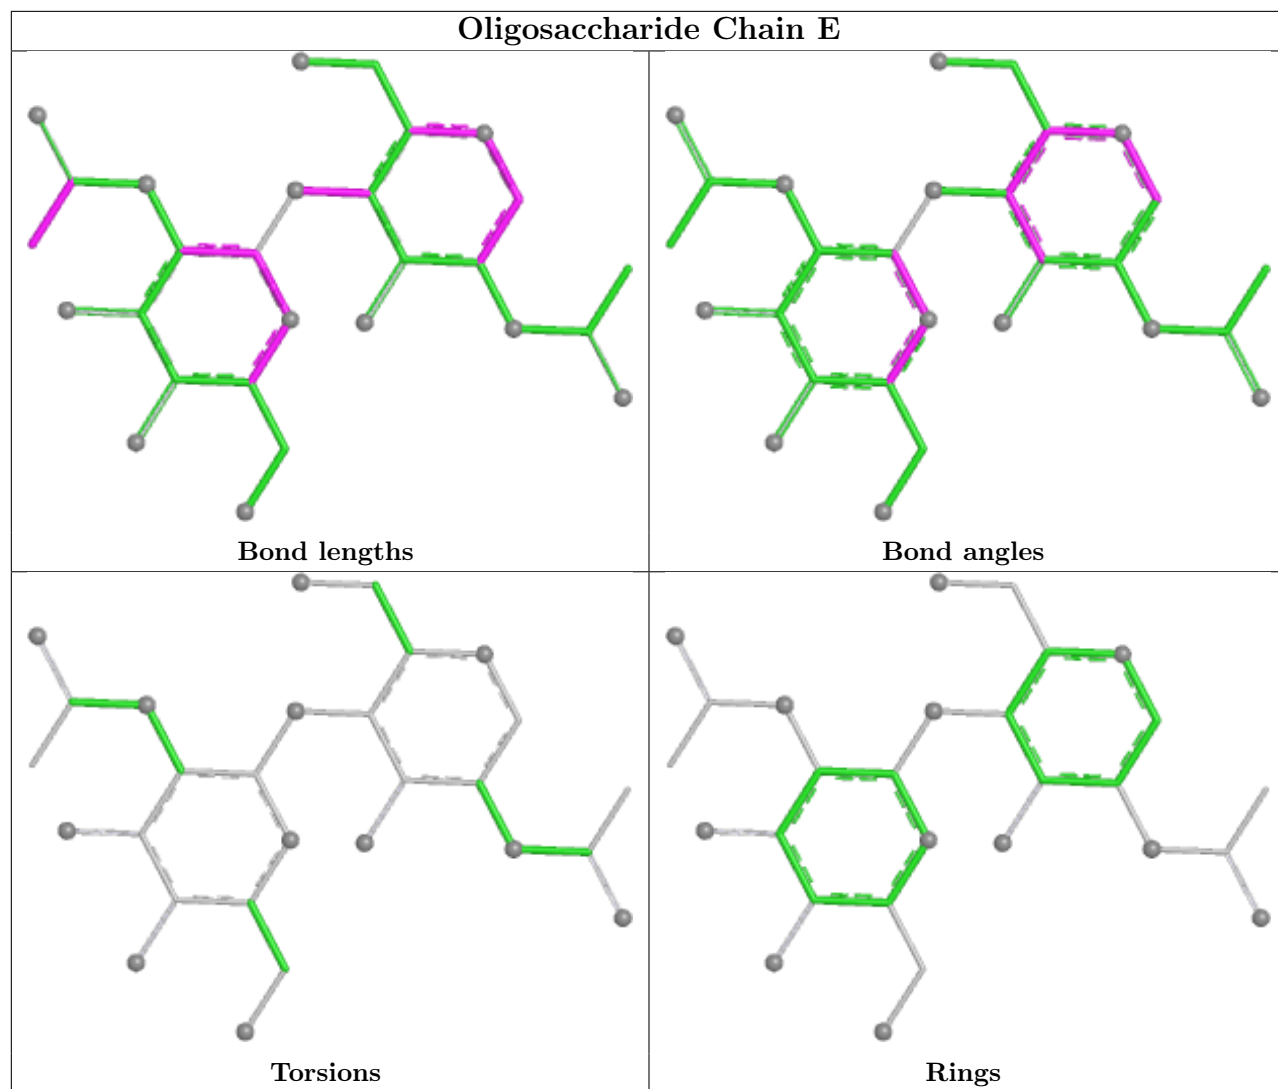 Oligosaccharide Chain E
Bond lengths
Bond angles
Torsions
Rings